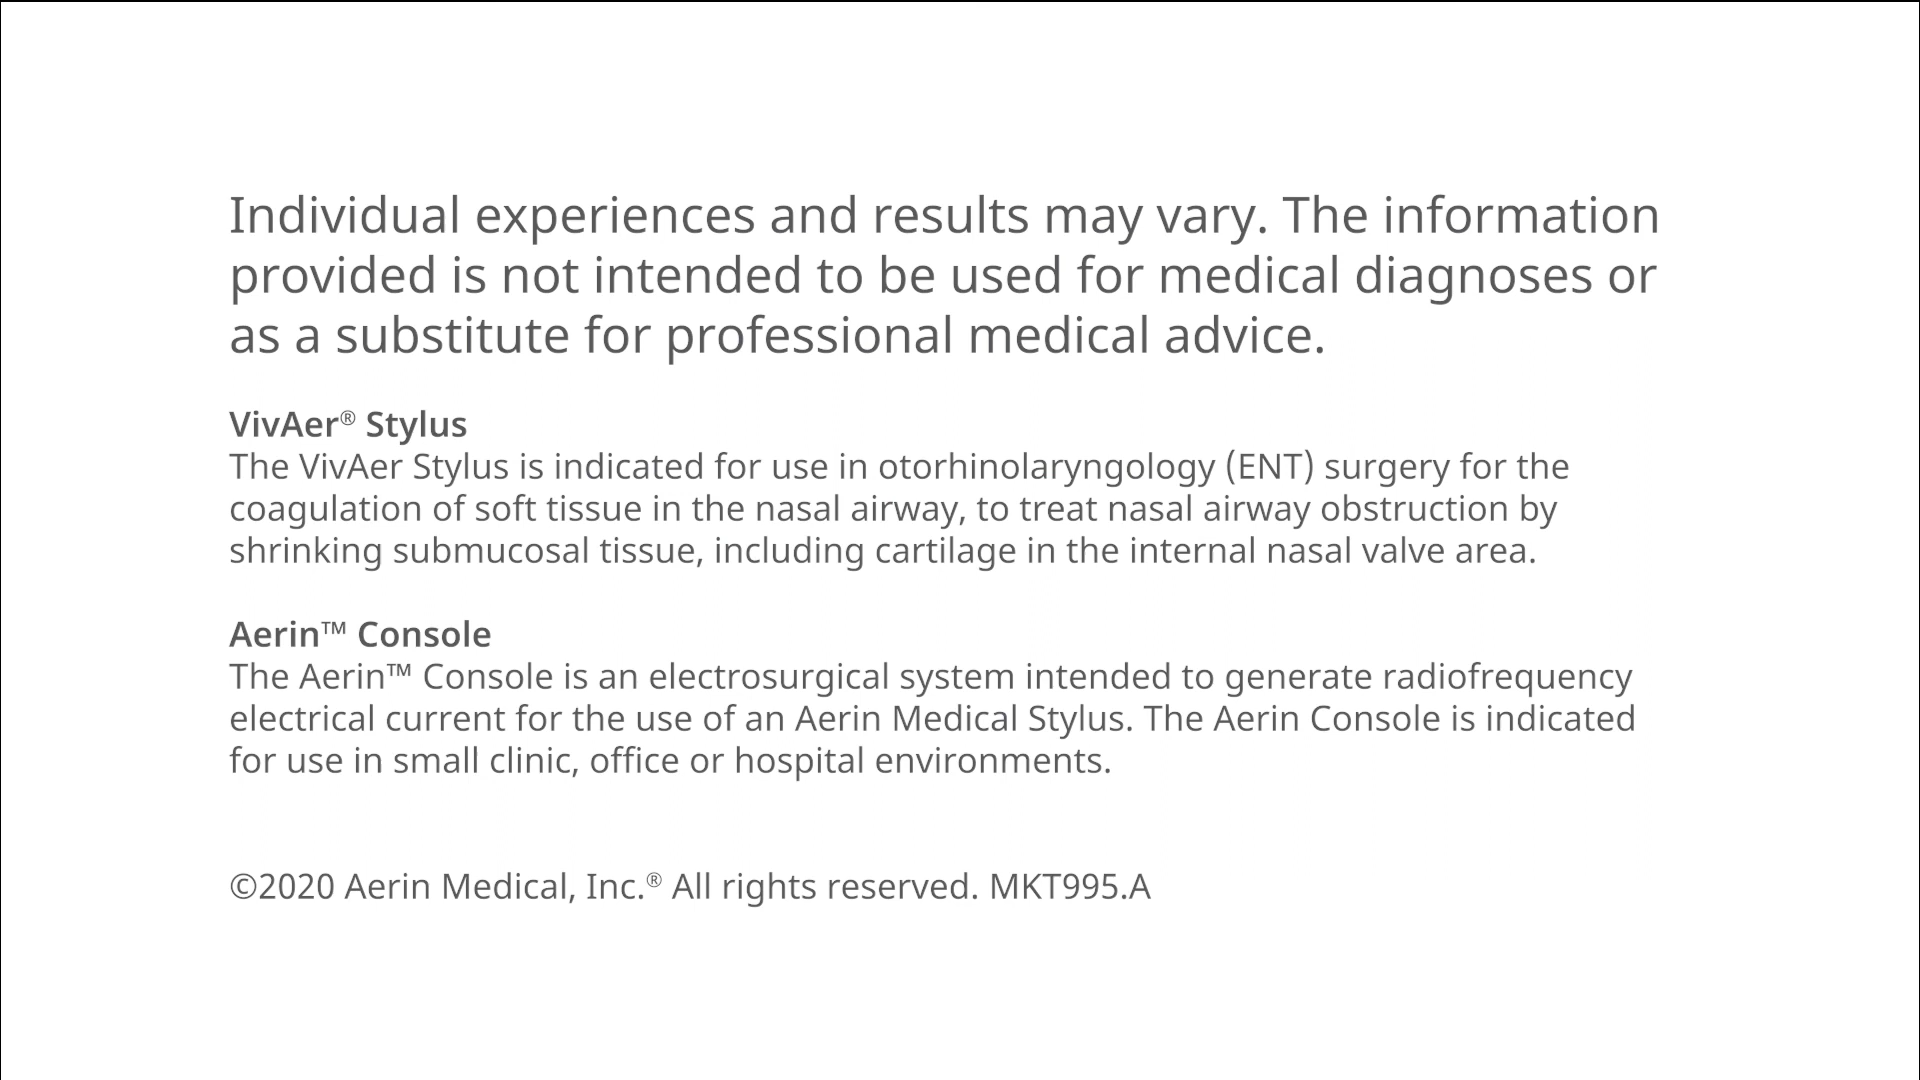 Individual experiences and results may vary. The information
provided is not intended to be used for medical diagnoses or
as a substitute for professional medical advice.
VivAer® Stylus
The VivAer Stylus is indicated for use in otorhinolaryngology (ENT) surgery for the
coagulation of soft tissue in the nasal airway, to treat nasal airway obstruction by
shrinking submucosal tissue, including cartilage in the internal nasal valve area.
Aerin™ Console
The Aerin™ Console is an electrosurgical system intended to generate radiofrequency
electrical current for the use of an Aerin Medical Stylus. The Aerin Console is indicated
for use in small clinic, office or hospital environments.
©2020 Aerin Medical, Inc.® All rights reserved. MKT995.A